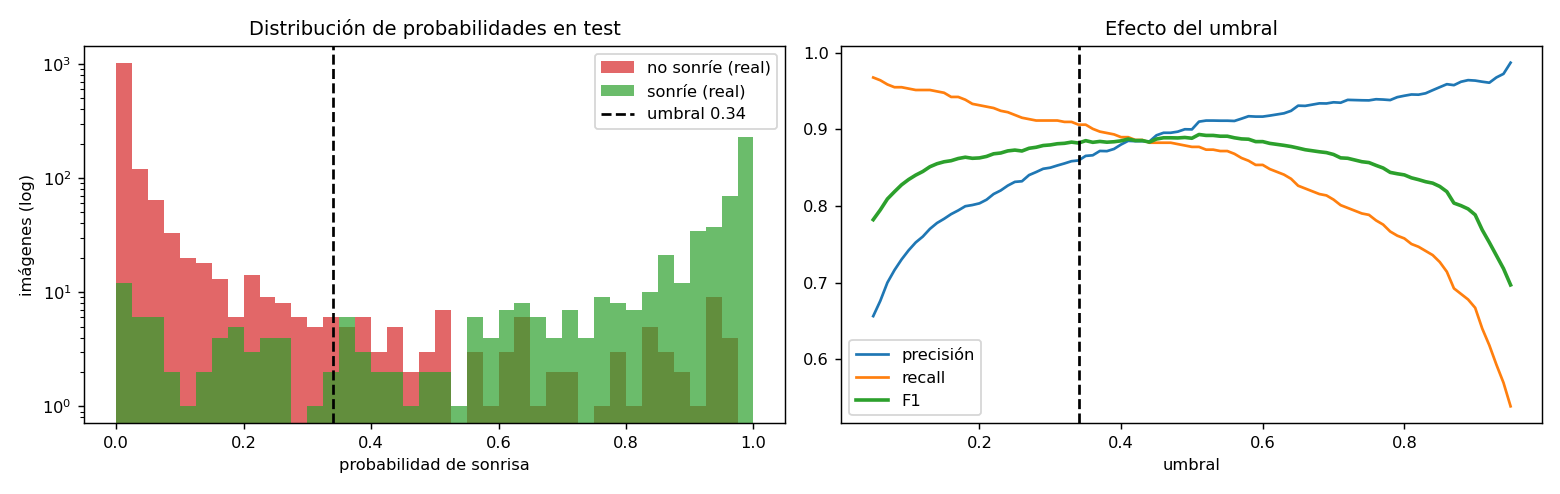 Distribución de probabilidades en test
10³
10²
10¹
10⁰
imágenes (log)
no sonríe (real)
sonríe (real)
umbral 0.34
0.0 0.2 0.4 0.6 0.8 1.0
probabilidad de sonrisa
Efecto del umbral
1.0
0.9
0.8
0.7
0.6
precisión
recall
F1
0.2 0.4 0.6 0.8
umbral